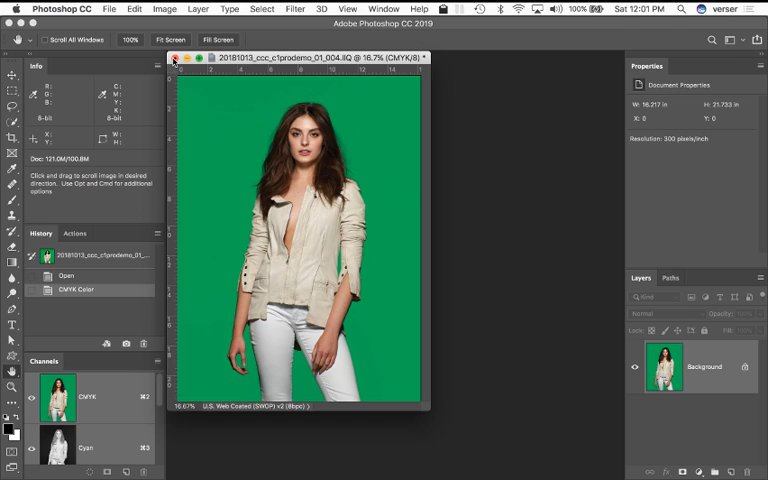 Photoshop File Edit Image Layer Type Select Filter 3D View Window Help 100% Sat 12:01 PM verser
Adobe Photoshop CC 2019
Scroll All Windows 100% Fit Screen Fill Screen
20181013_ccc_c1prodemo_01_004.IIQ @ 16.7% (CMYK/8) *
Info
R:
G:
B:
8-bit
C:
M:
Y:
K:
8-bit
X:
Y:
W:
H:
Doc: 121.0M/100.8M
Click and drag to scroll image in desired
direction. Use Opt and Cmd for additional
options
History Actions
20181013_ccc_c1prodemo_01_...
Open
CMYK Color
Channels
CMYK ⌘2
Cyan ⌘3
16.67% U.S. Web Coated (SWOP) v2 (8bpc)
Properties
Document Properties
W: 16.217 in H: 21.733 in
X: 0 Y: 0
Resolution: 300 pixels/inch
Layers Paths
Kind
Normal Opacity: 100%
Lock: Fill: 100%
Background